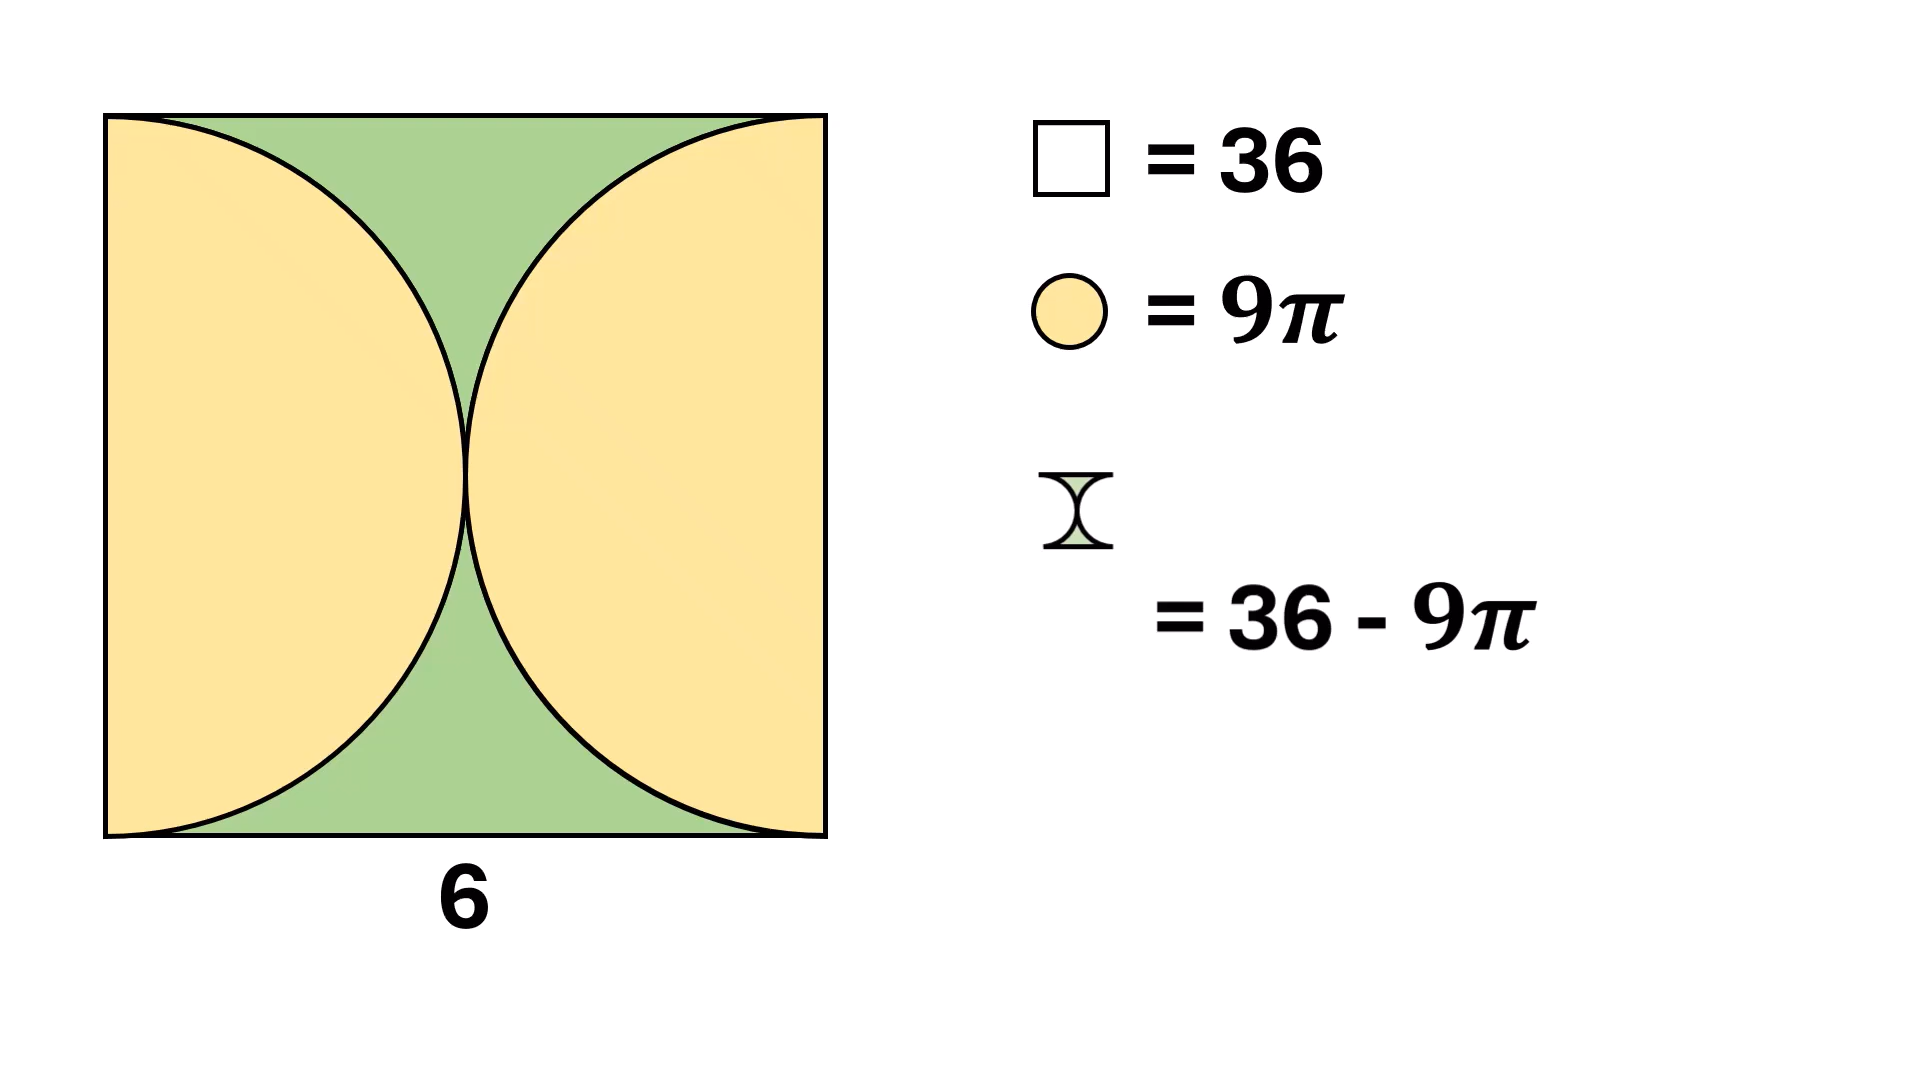 = 36
= 9π
= 36 - 9π
6